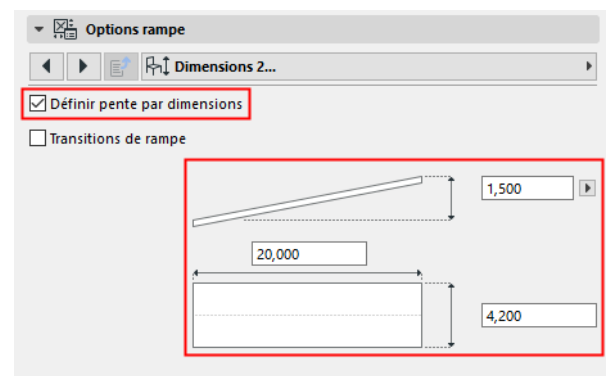 Options rampe
Dimensions 2...
Définir pente par dimensions
Transitions de rampe
1,500
20,000
4,200